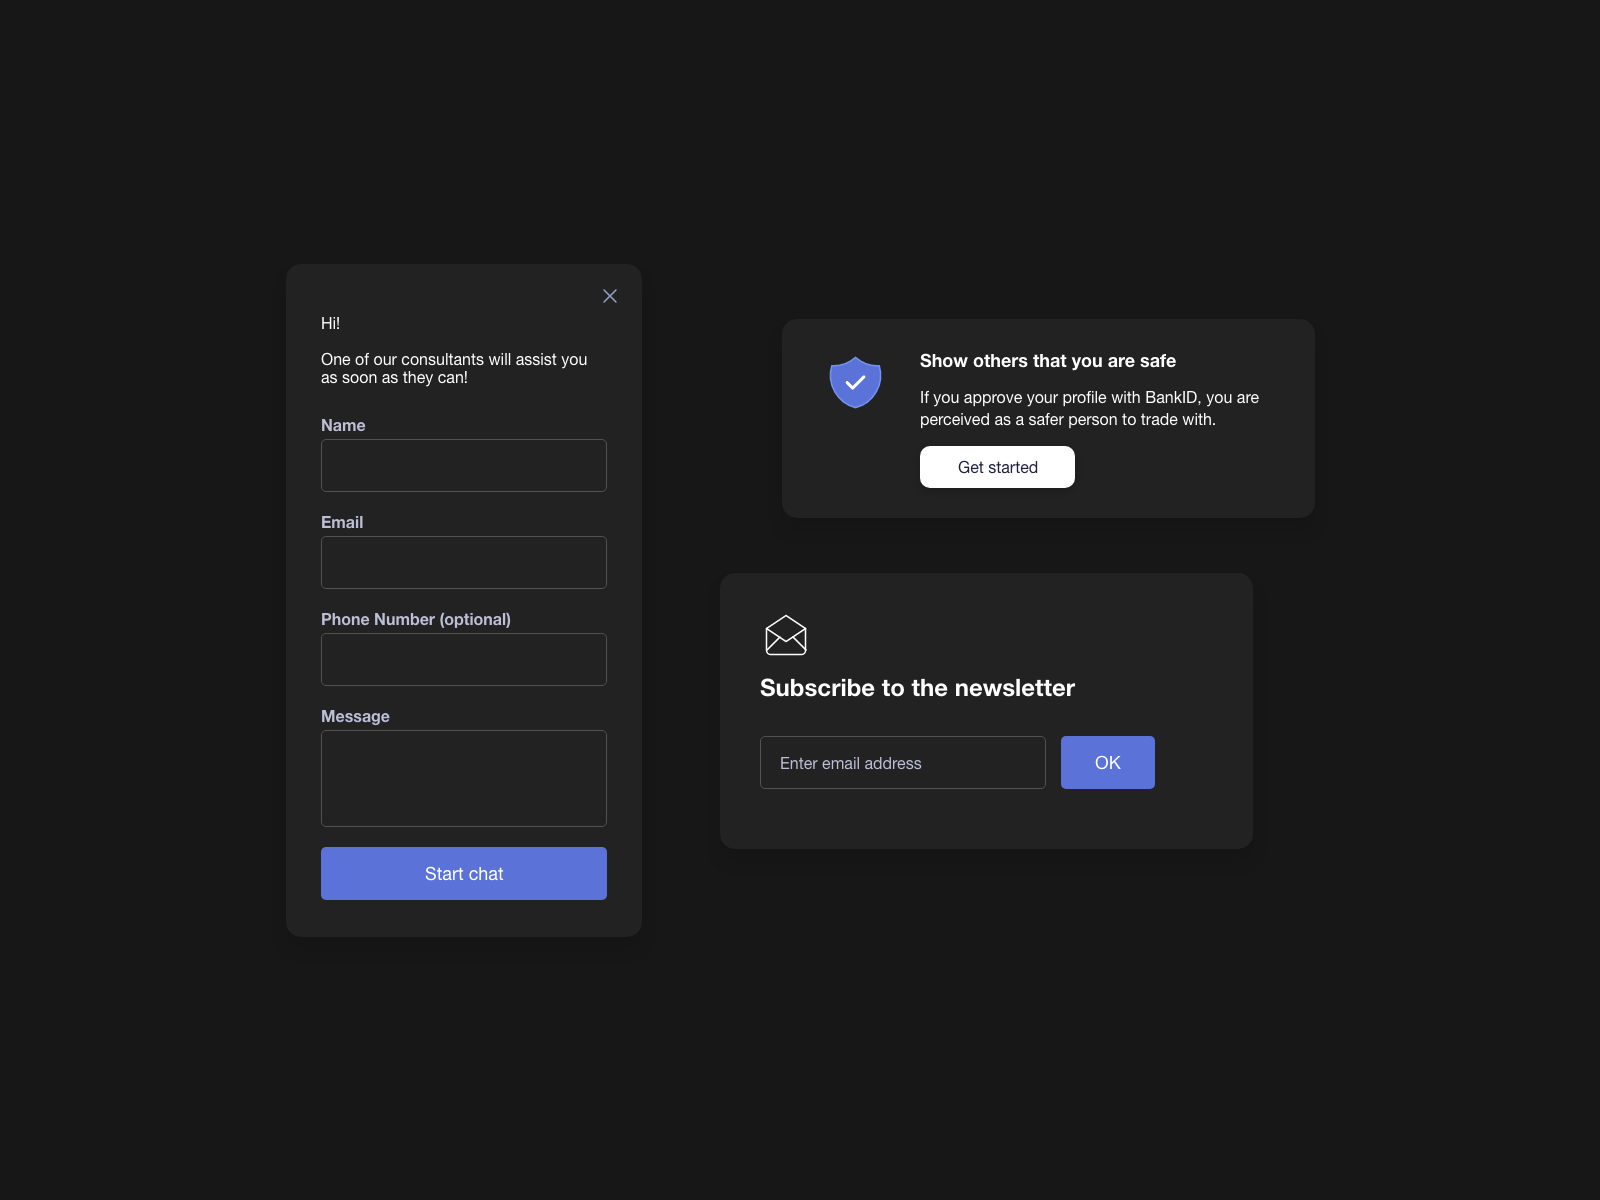 Hi!
One of our consultants will assist you
as soon as they can!
Name
Email
Phone Number (optional)
Message
Start chat
Show others that you are safe
If you approve your profile with BankID, you are
perceived as a safer person to trade with.
Get started
Subscribe to the newsletter
Enter email address
OK